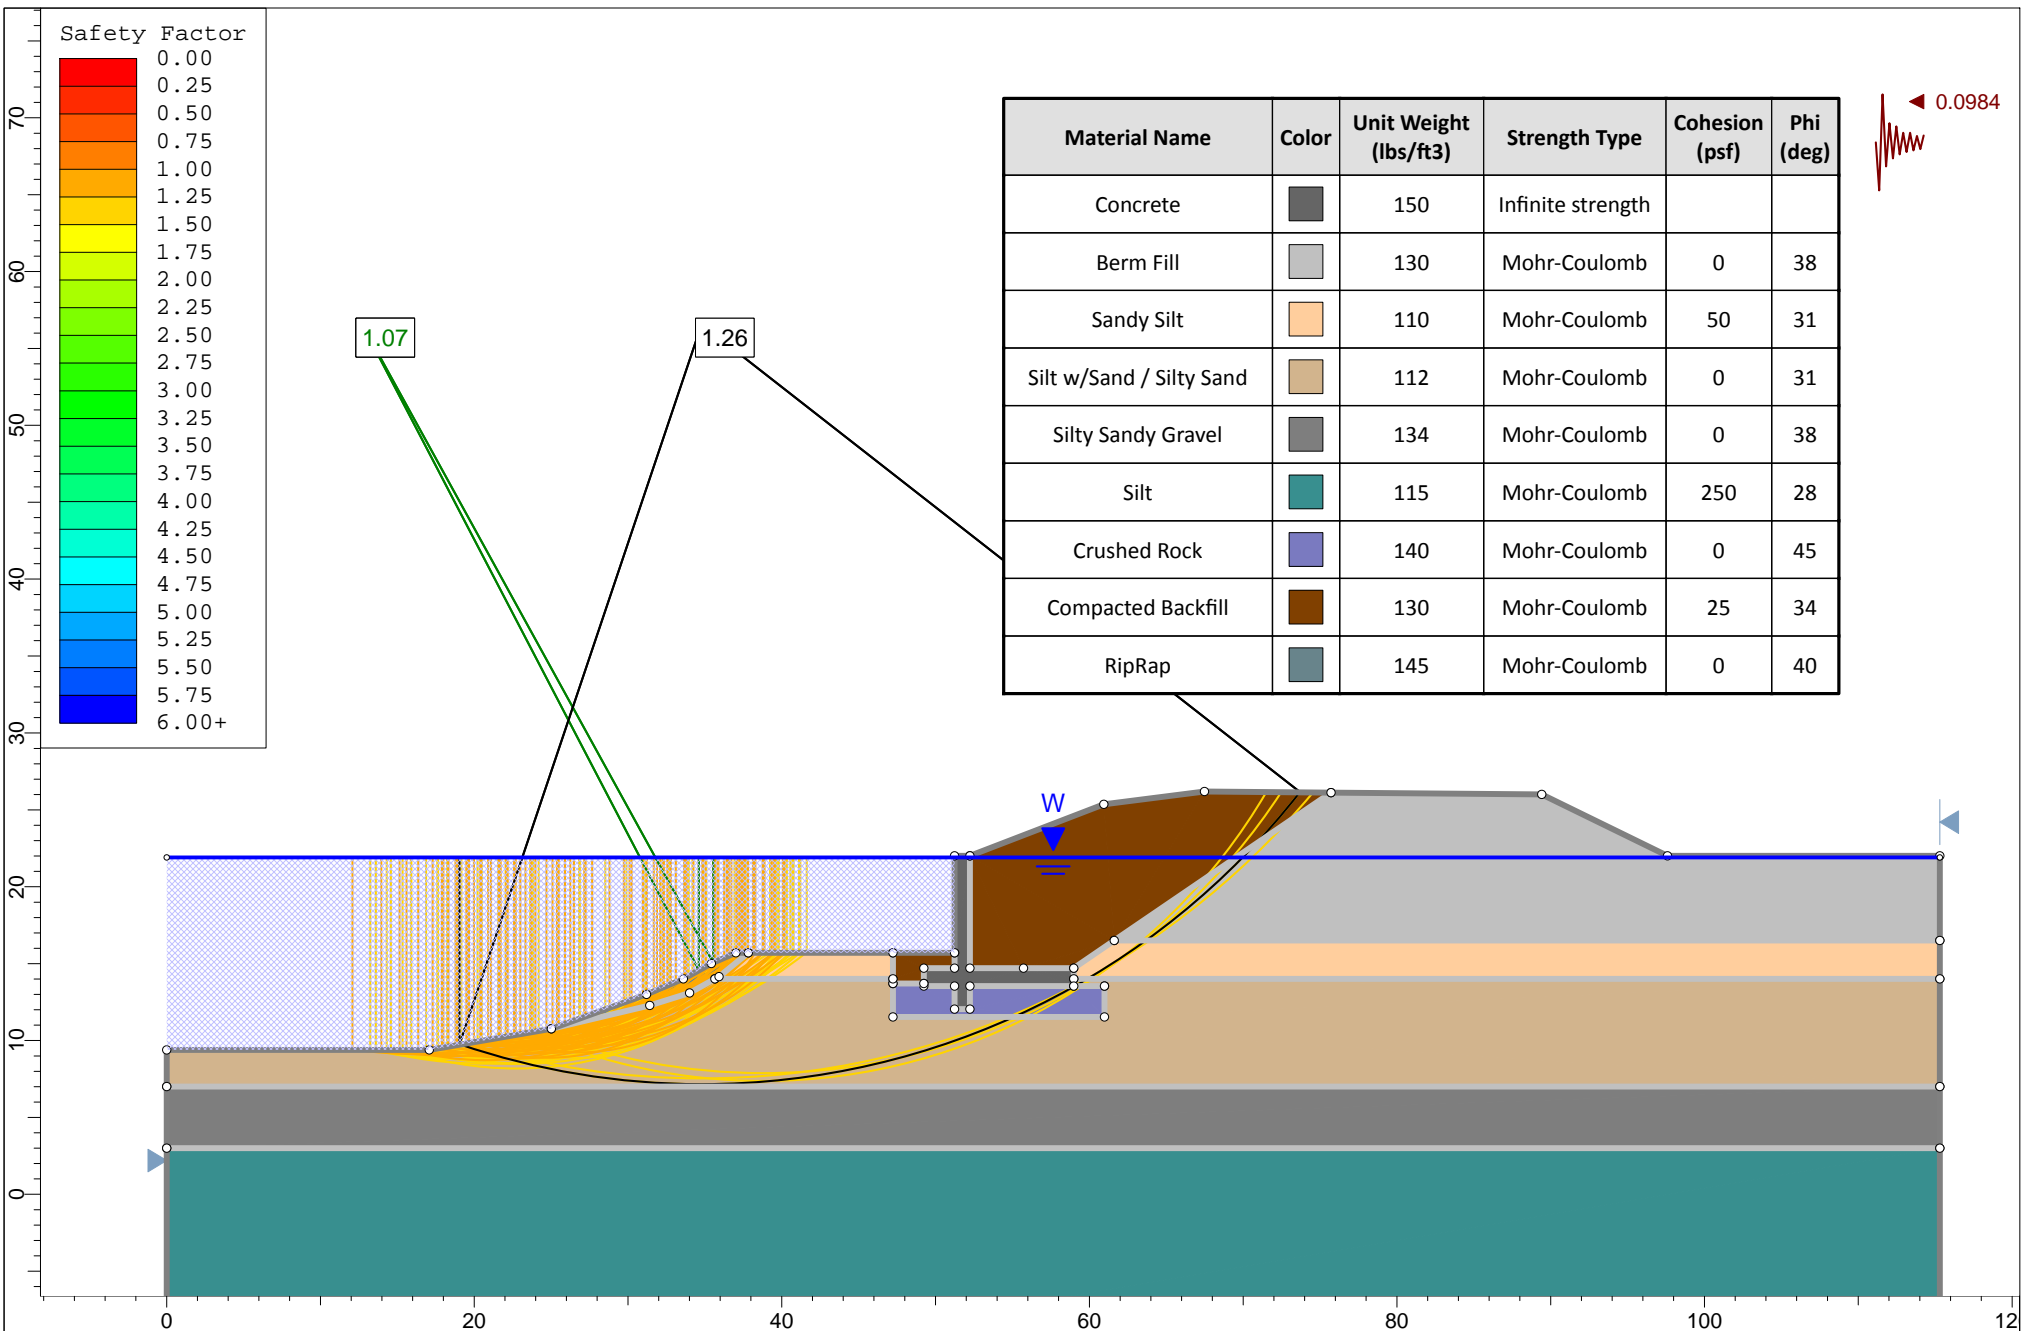 Safety Factor
0.00
0.25
0.50
0.75
1.00
1.25
1.50
1.75
2.00
2.25
2.50
2.75
3.00
3.25
3.50
3.75
4.00
4.25
4.50
4.75
5.00
5.25
5.50
5.75
6.00+
1.07
1.26
Material Name Color Unit Weight (lbs/ft3) Strength Type Cohesion (psf) Phi (deg)
Concrete 150 Infinite strength
Berm Fill 130 Mohr-Coulomb 0 38
Sandy Silt 110 Mohr-Coulomb 50 31
Silt w/Sand / Silty Sand 112 Mohr-Coulomb 0 31
Silty Sandy Gravel 134 Mohr-Coulomb 0 38
Silt 115 Mohr-Coulomb 250 28
Crushed Rock 140 Mohr-Coulomb 0 45
Compacted Backfill 130 Mohr-Coulomb 25 34
RipRap 145 Mohr-Coulomb 0 40
0.0984
W
70
60
50
40
30
20
10
0
0 20 40 60 80 100 12